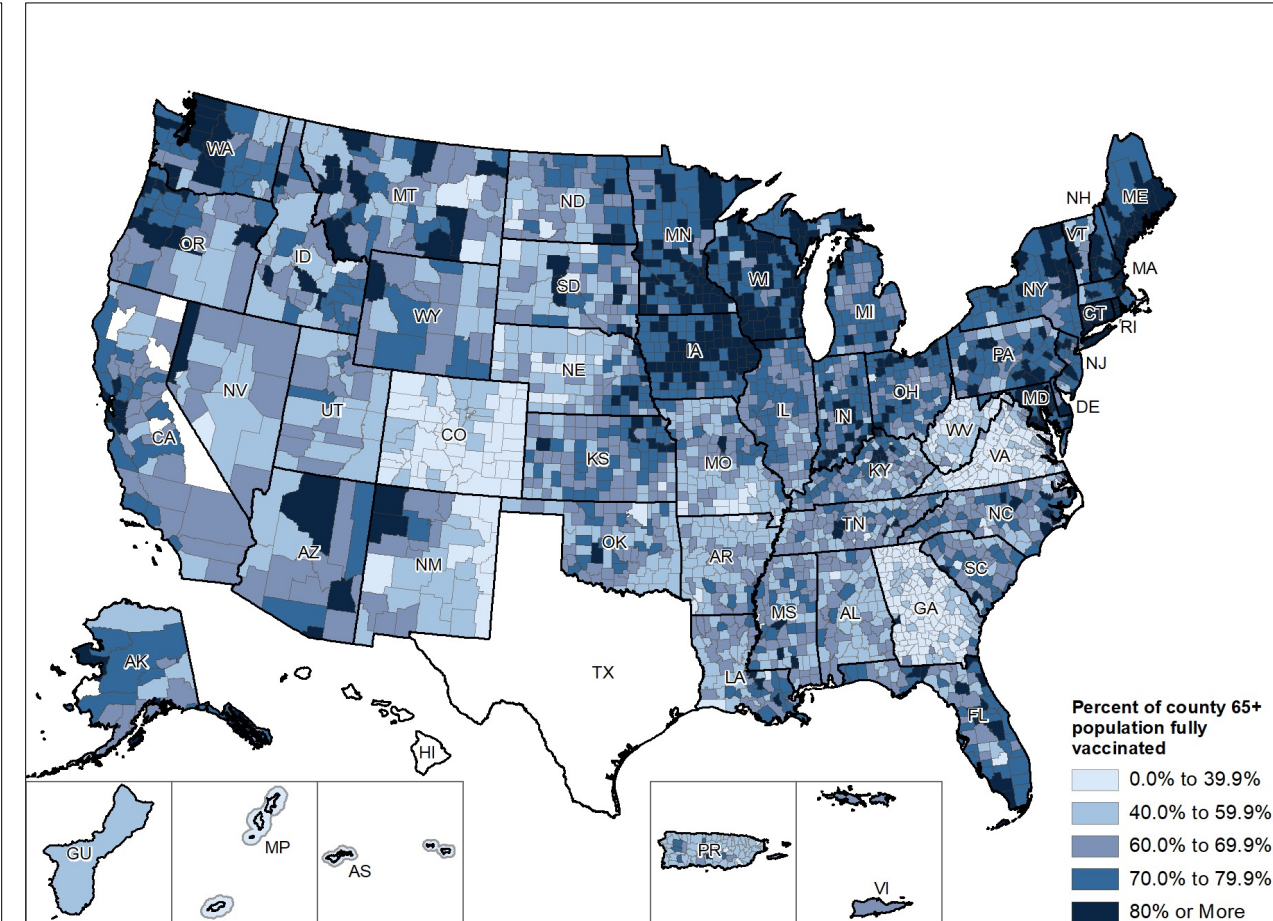 WA
MT
ND
MN
OR
ID
WY
SD
WI
MI
NH
VT
ME
NY
MA
CT
RI
NV
UT
CO
NE
IA
PA
NJ
CA
KS
MO
IL
IN
OH
MD
DE
WV
VA
KY
AZ
NM
OK
AR
TN
NC
SC
MS
AL
GA
AK
TX
LA
FL
HI
GU
MP
AS
PR
VI
Percent of county 65+
population fully
vaccinated
0.0% to 39.9%
40.0% to 59.9%
60.0% to 69.9%
70.0% to 79.9%
80% or More